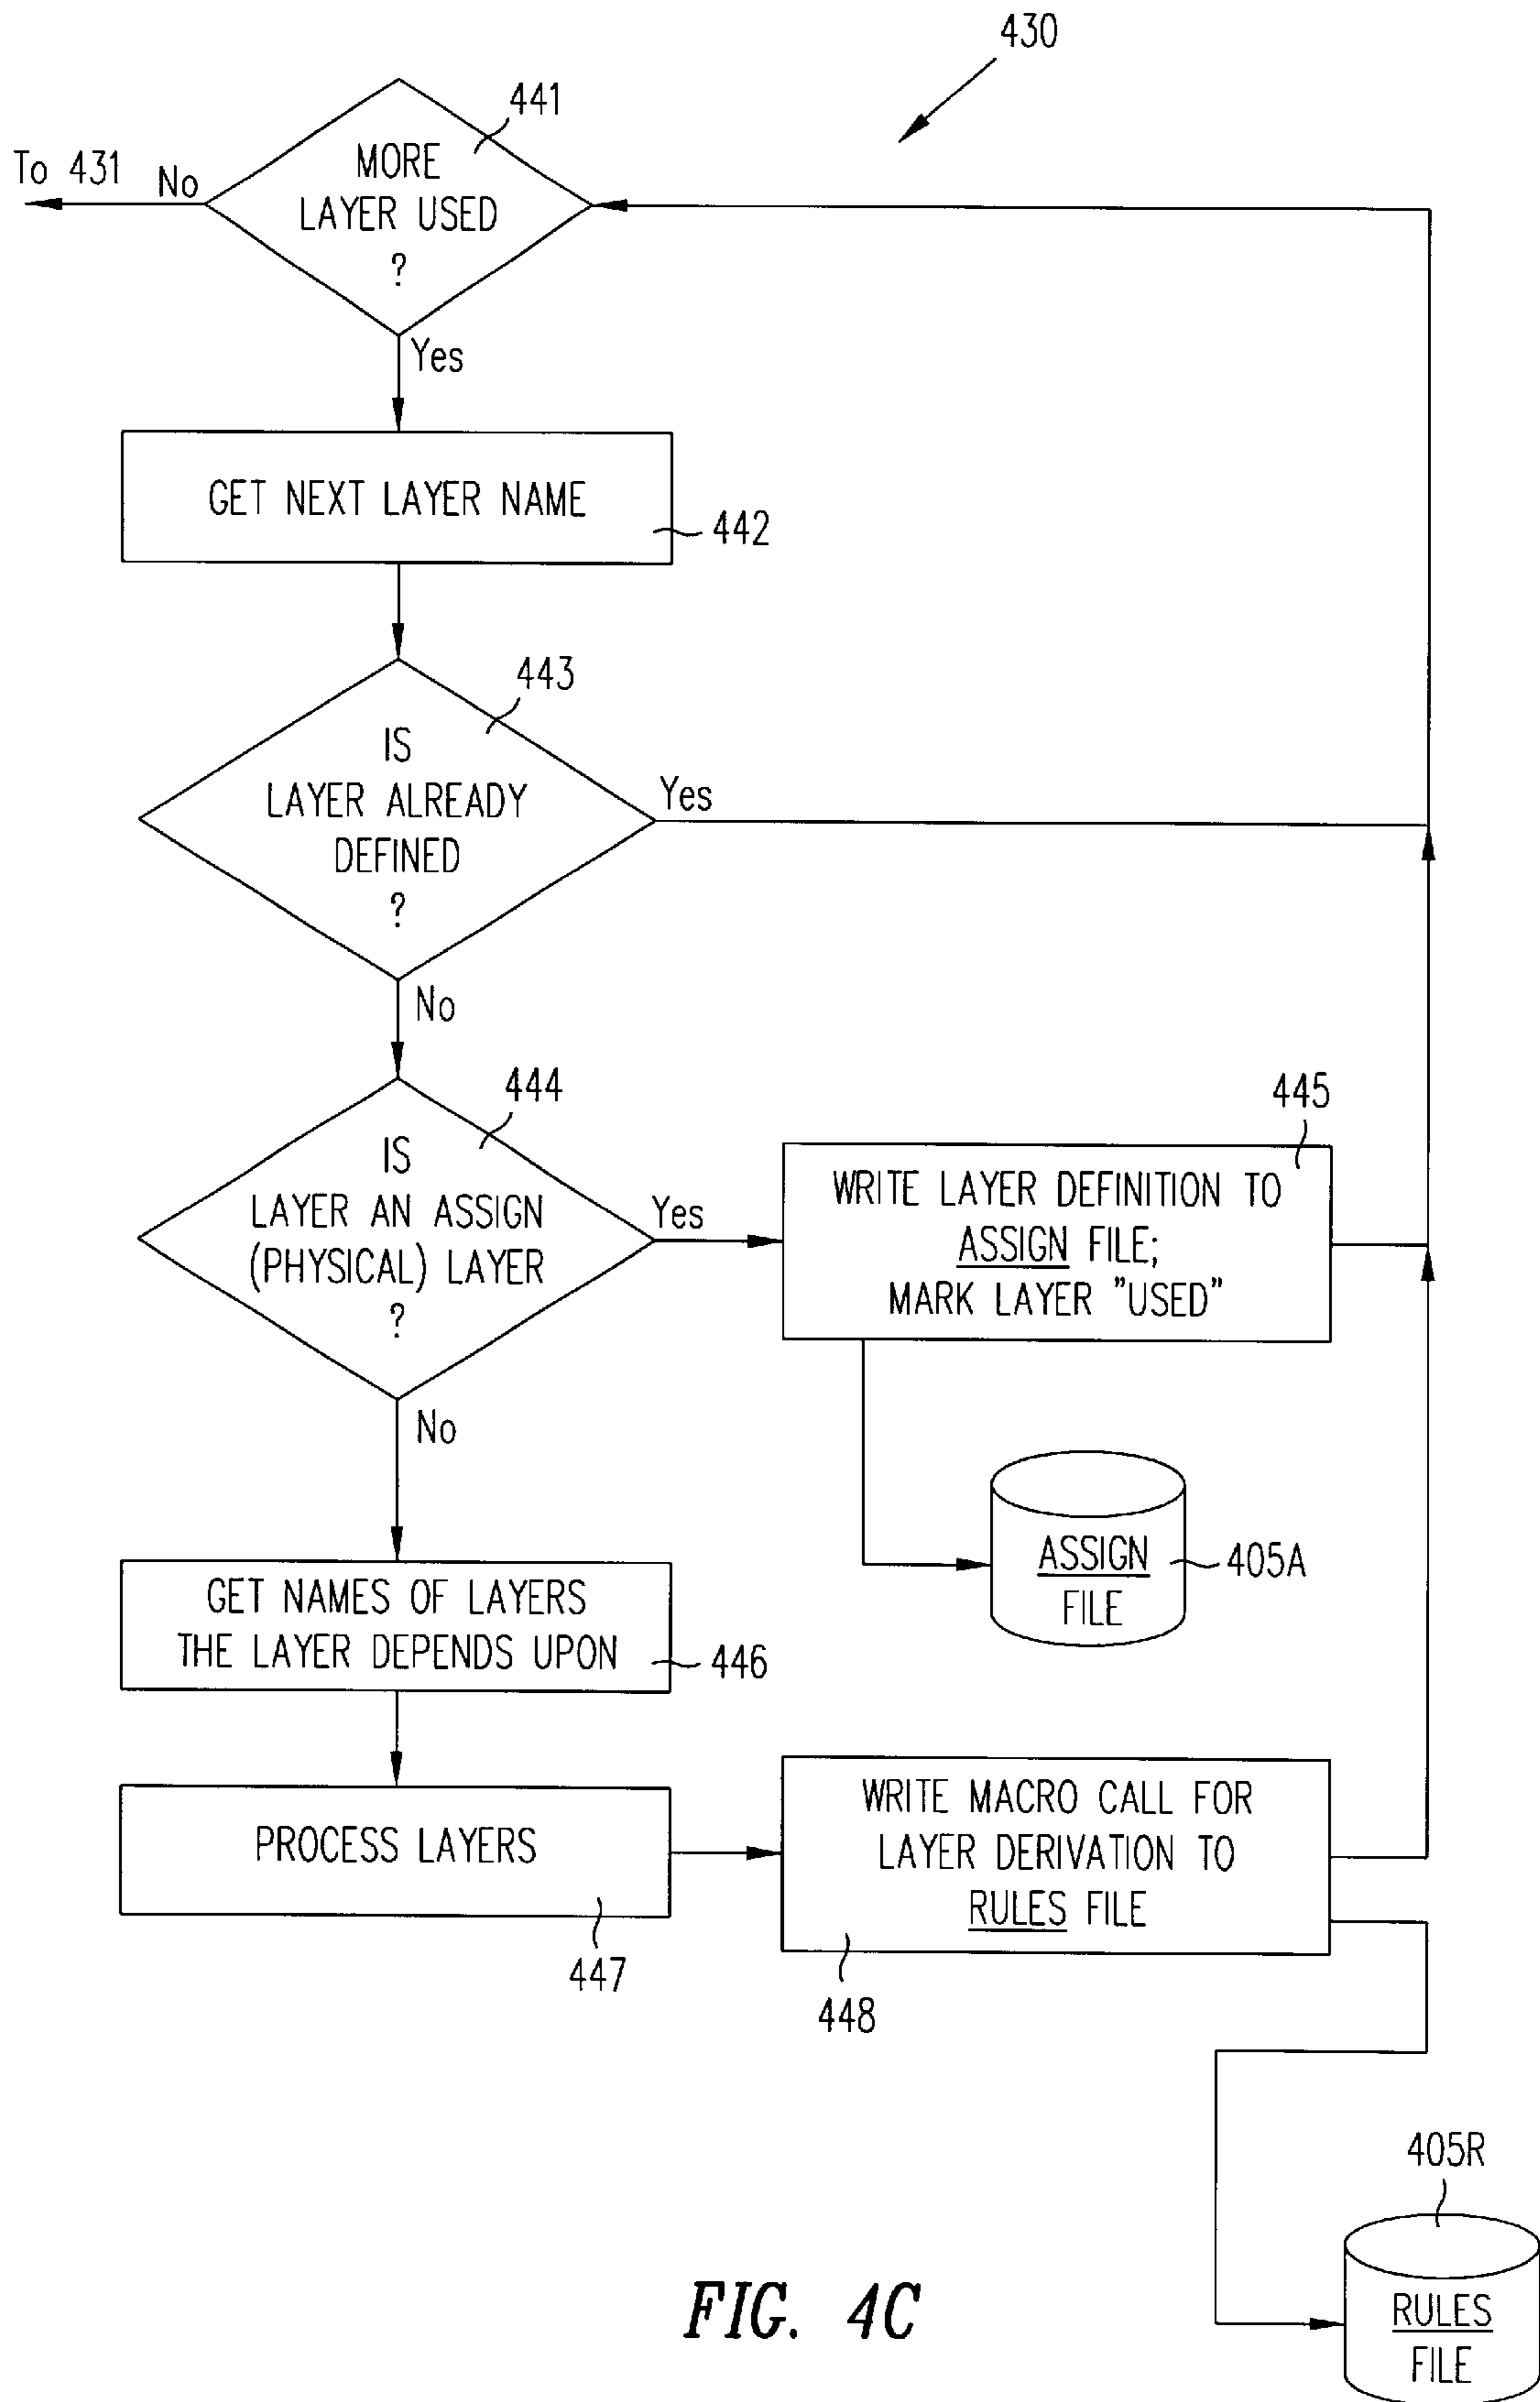 430
441
MORE
LAYER USED
?
To 431
No
Yes
GET NEXT LAYER NAME
442
443
IS
LAYER ALREADY
DEFINED
?
Yes
No
444
IS
LAYER AN ASSIGN
(PHYSICAL) LAYER
?
Yes
No
445
WRITE LAYER DEFINITION TO
ASSIGN FILE;
MARK LAYER "USED"
ASSIGN
FILE
405A
GET NAMES OF LAYERS
THE LAYER DEPENDS UPON
446
PROCESS LAYERS
447
WRITE MACRO CALL FOR
LAYER DERIVATION TO
RULES FILE
448
405R
RULES
FILE
FIG. 4C